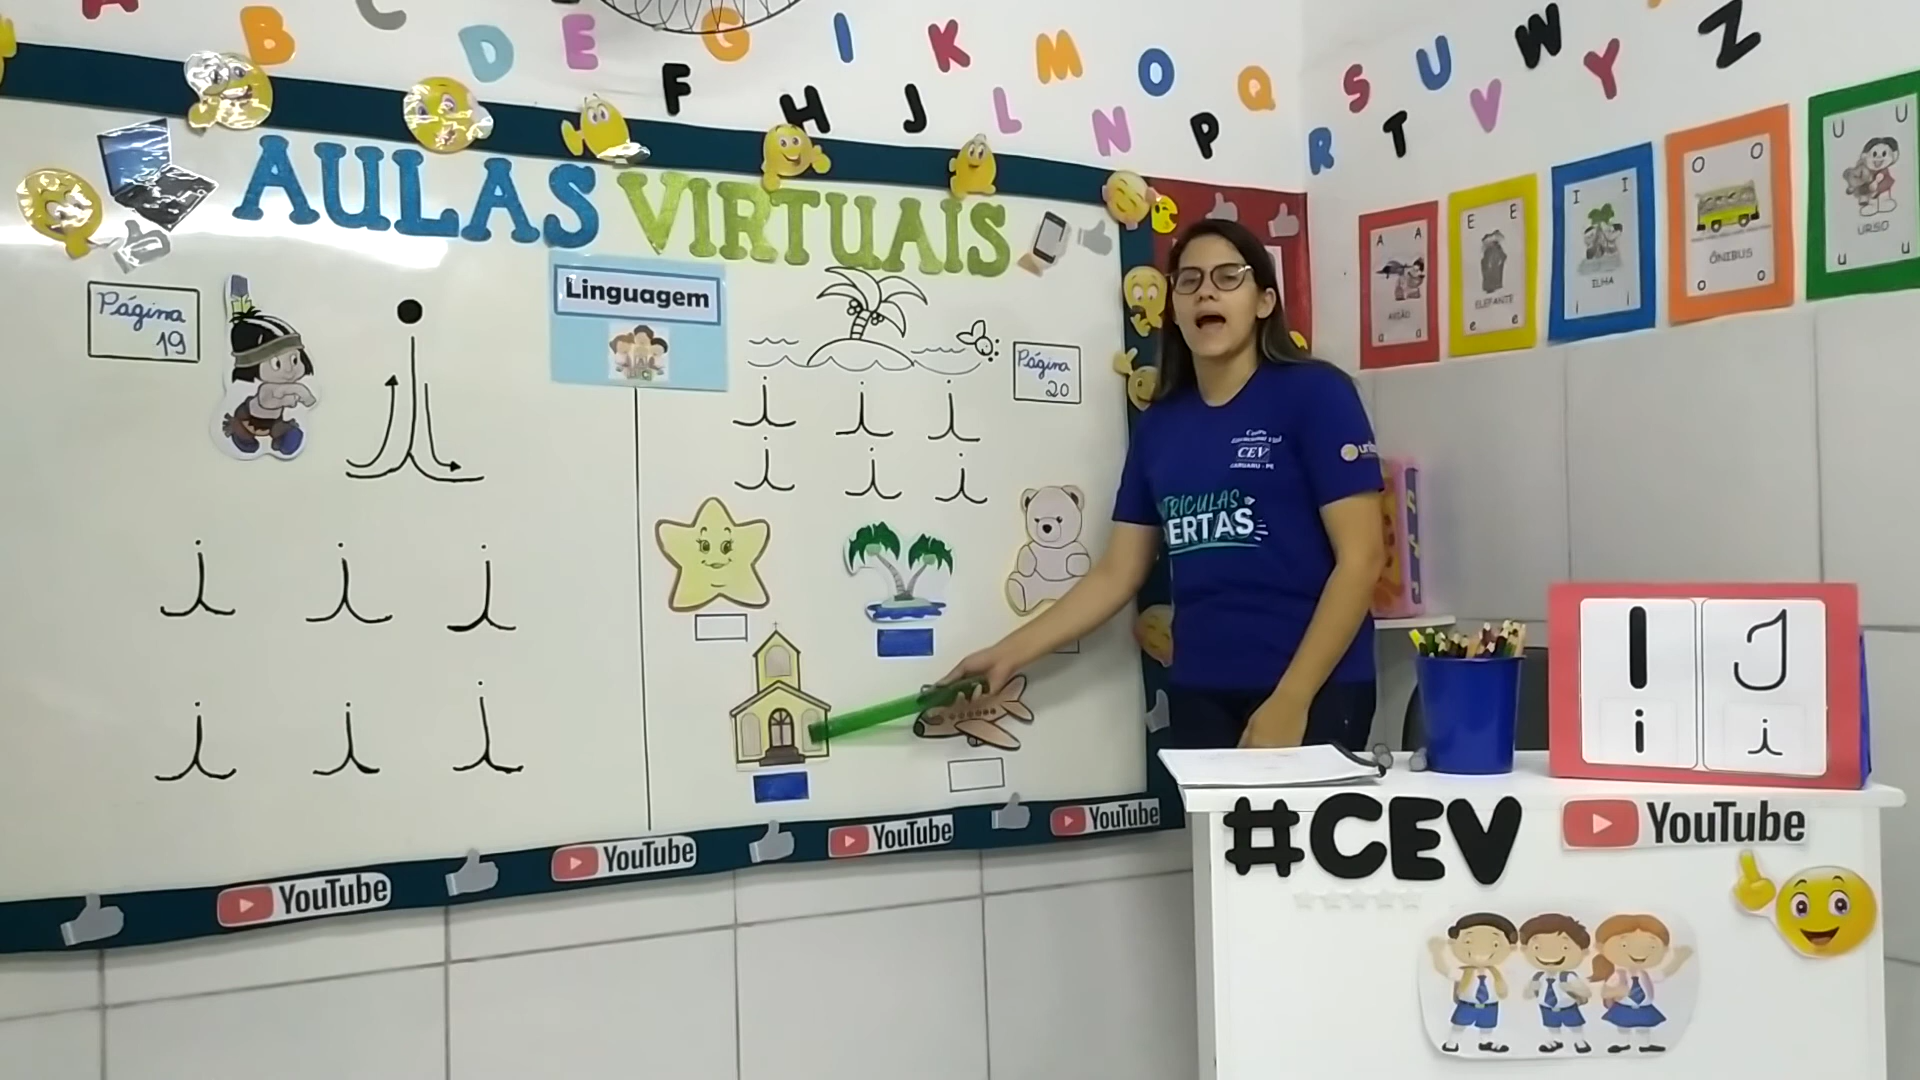 A B C D E F G H I J K L M N O P Q R S T U V W Y Z
AULAS VIRTUAIS
Página
19
Linguagem
Página
20
i
i i i
i i i
i i i
i i i
A A
AVIÃO
a a
E E
ELEFANTE
e e
I I
ILHA
i i
O O
ÔNIBUS
o o
U U
URSO
u u
CEV
CARUARU - PE
TRÍCULAS
ERTAS
I I
i i
#CEV
YouTube
YouTube
YouTube
YouTube
YouTube